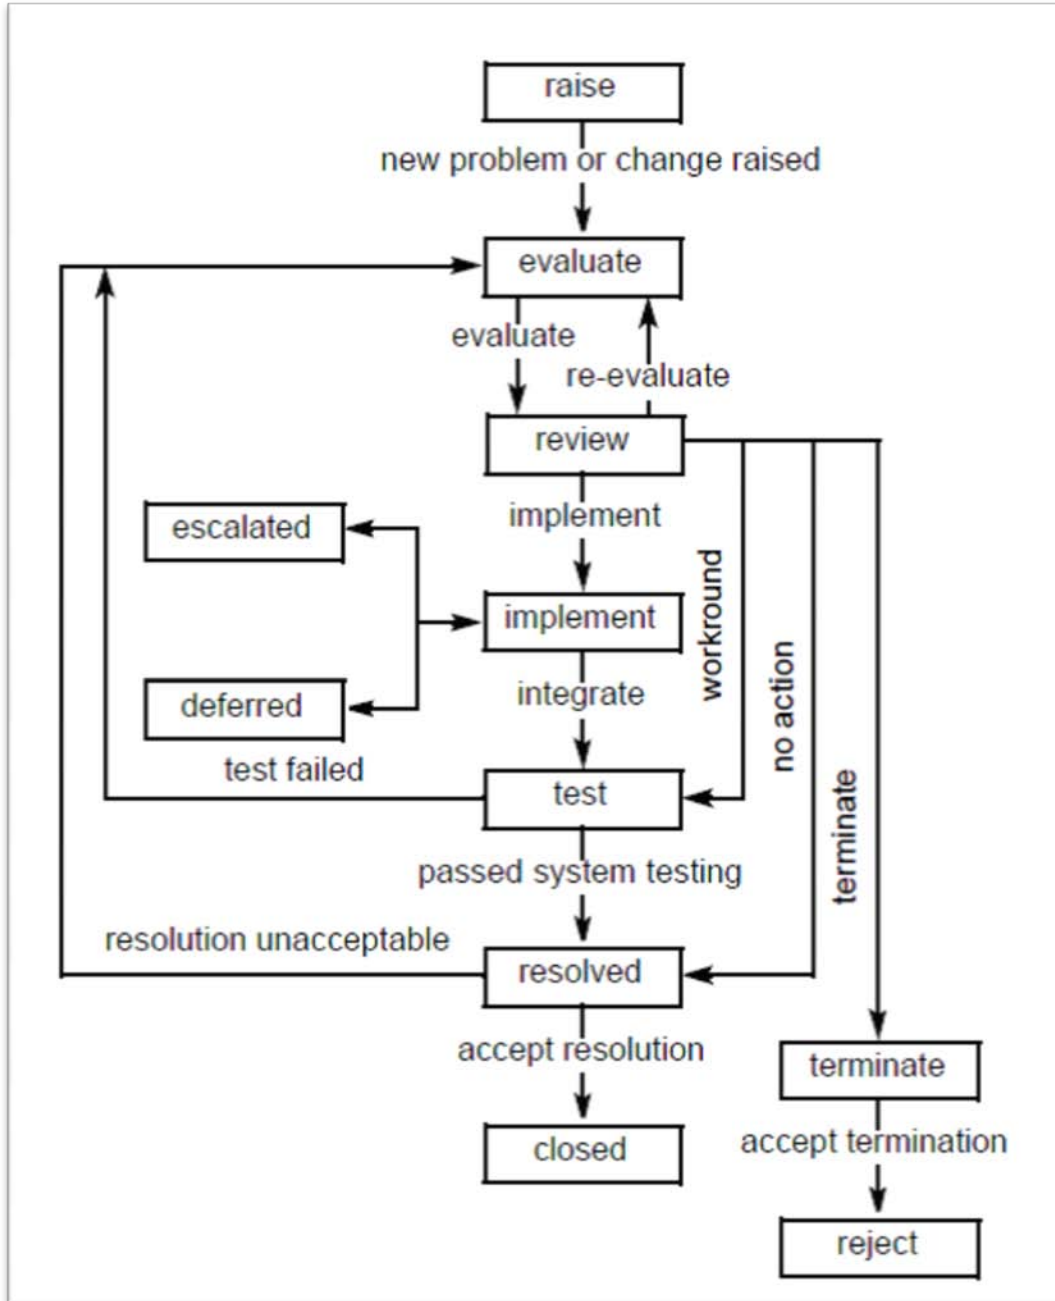 raise
new problem or change raised
evaluate
evaluate
re-evaluate
review
implement
escalated
implement
workround
integrate
no action
deferred
test failed
test
terminate
passed system testing
resolution unacceptable
resolved
accept resolution
terminate
closed
accept termination
reject